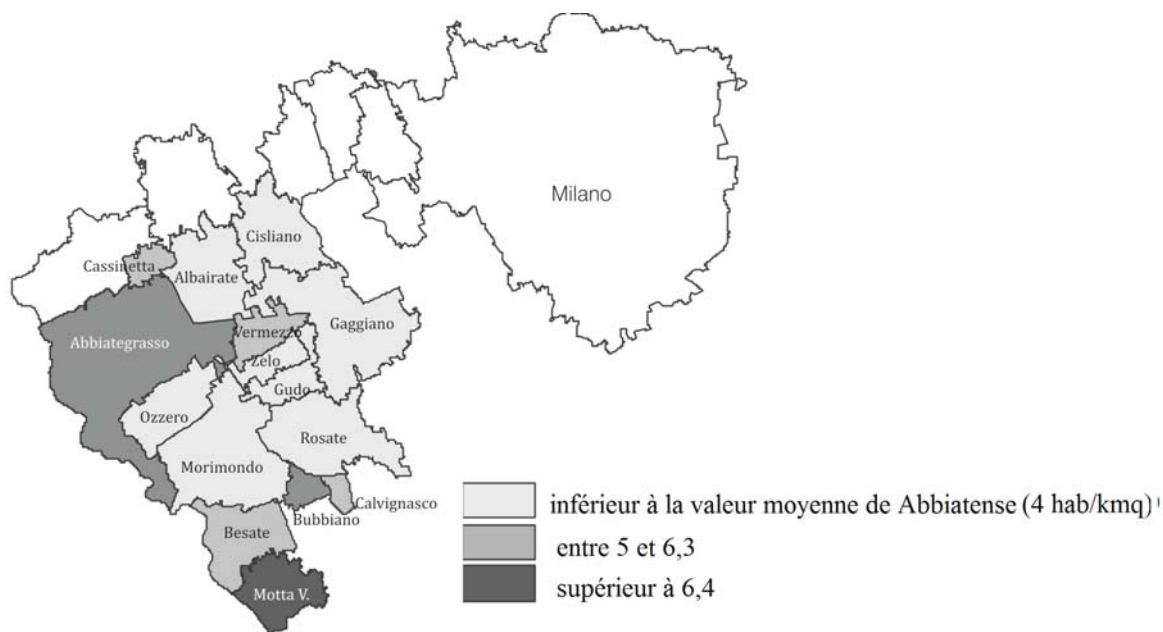 Milano
Cisliano
Cassinetta
Albairate
Gaggiano
Abbiategrasso
Vermezzo
Zelo
Gudo
Ozzero
Rosate
Morimondo
Calvignasco
Bubbiano
Besate
Motta V.
inférieur à la valeur moyenne de Abbiatense (4 hab/kmq)
entre 5 et 6,3
supérieur à 6,4